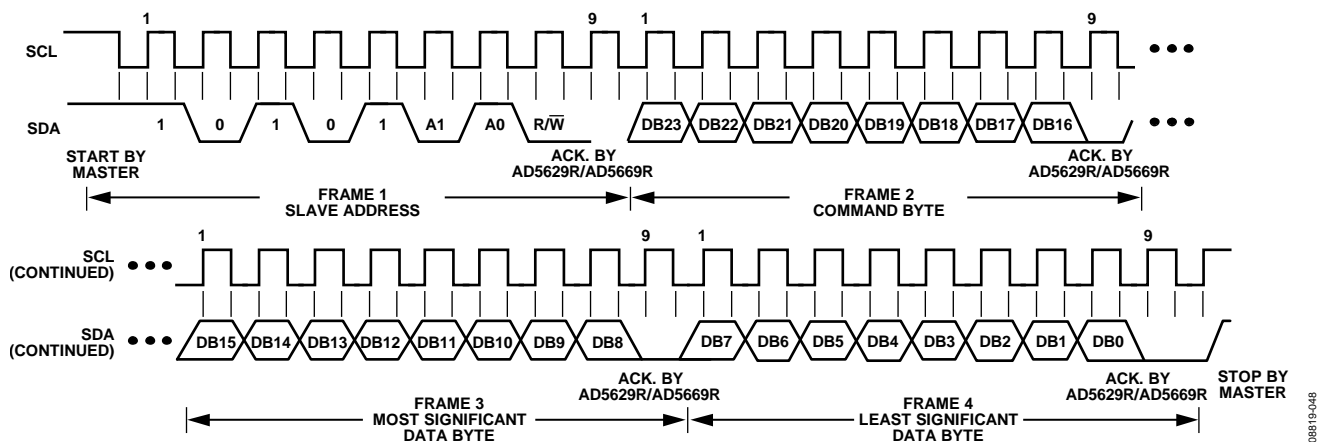 1 9 1 9
SCL
SDA
1 0 1 0 1 A1 A0 R/W̅ DB23 DB22 DB21 DB20 DB19 DB18 DB17 DB16
START BY
MASTER
ACK. BY
AD5629R/AD5669R
ACK. BY
AD5629R/AD5669R
FRAME 1
SLAVE ADDRESS
FRAME 2
COMMAND BYTE
1 9 1 9
SCL
(CONTINUED)
SDA
(CONTINUED)
DB15 DB14 DB13 DB12 DB11 DB10 DB9 DB8 DB7 DB6 DB5 DB4 DB3 DB2 DB1 DB0
ACK. BY
AD5629R/AD5669R
ACK. BY
AD5629R/AD5669R
STOP BY
MASTER
FRAME 3
MOST SIGNIFICANT
DATA BYTE
FRAME 4
LEAST SIGNIFICANT
DATA BYTE
08819-048